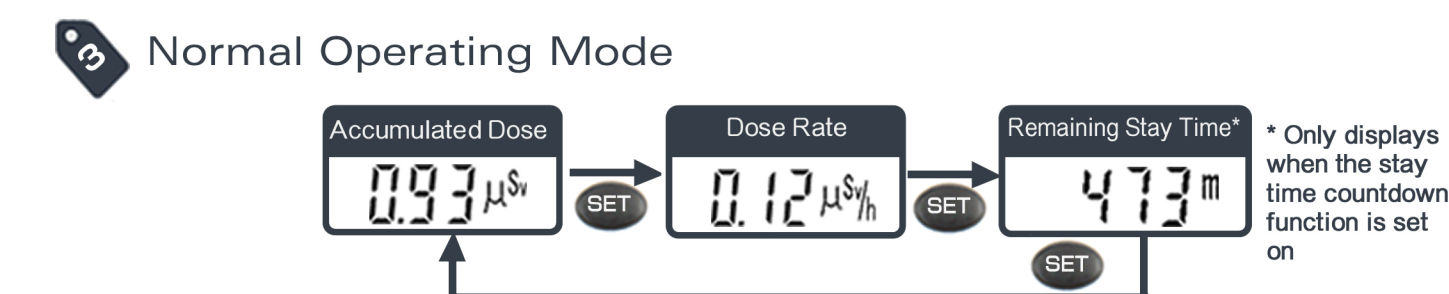 3
Normal Operating Mode
Accumulated Dose
0.93 µSv
SET
Dose Rate
0.12 µSv/h
SET
Remaining Stay Time*
473 m
SET
* Only displays
when the stay
time countdown
function is set
on